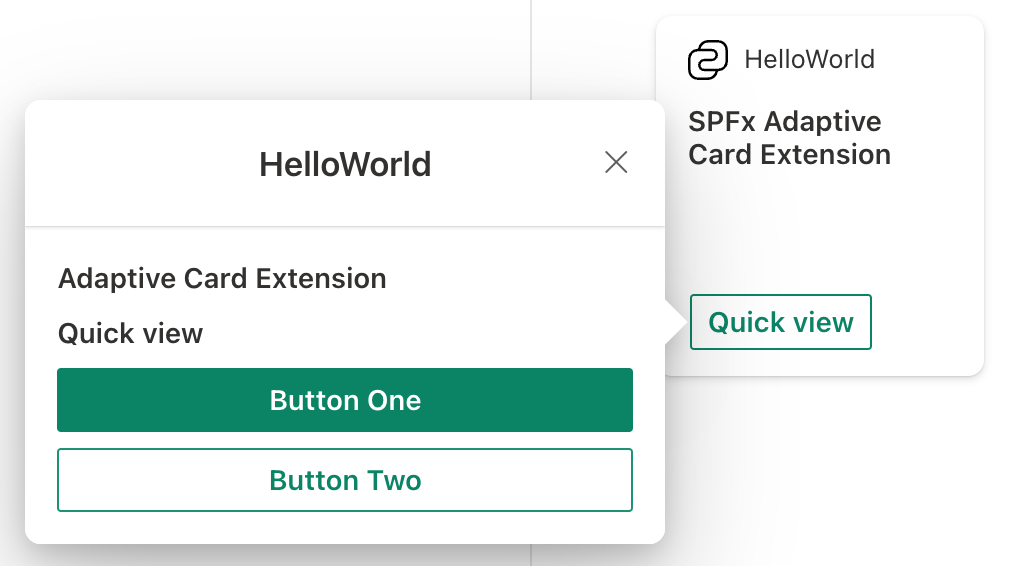 HelloWorld
SPFx Adaptive
Card Extension
Quick view
HelloWorld
Adaptive Card Extension
Quick view
Button One
Button Two